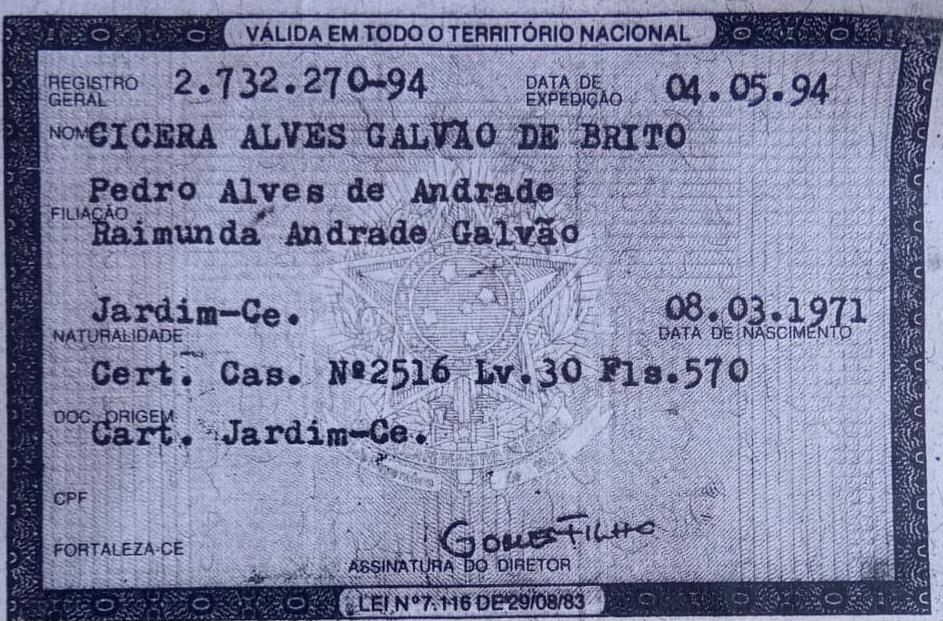 VÁLIDA EM TODO O TERRITÓRIO NACIONAL
REGISTRO GERAL 2.732.270-94 DATA DE EXPEDIÇÃO 04.05.94
NOME CICERA ALVES GALVÃO DE BRITO
Pedro Alves de Andrade
FILIAÇÃO
Raimunda Andrade Galvão
Jardim-Ce. 08.03.1971
NATURALIDADE DATA DE NASCIMENTO
Cert. Cas. Nº2516 Lv.30 Fls.570
DOC. ORIGEM
Cart. Jardim-Ce.
CPF
Gomes Filho
FORTALEZA-CE
ASSINATURA DO DIRETOR
LEI Nº 7.116 DE 29/08/83